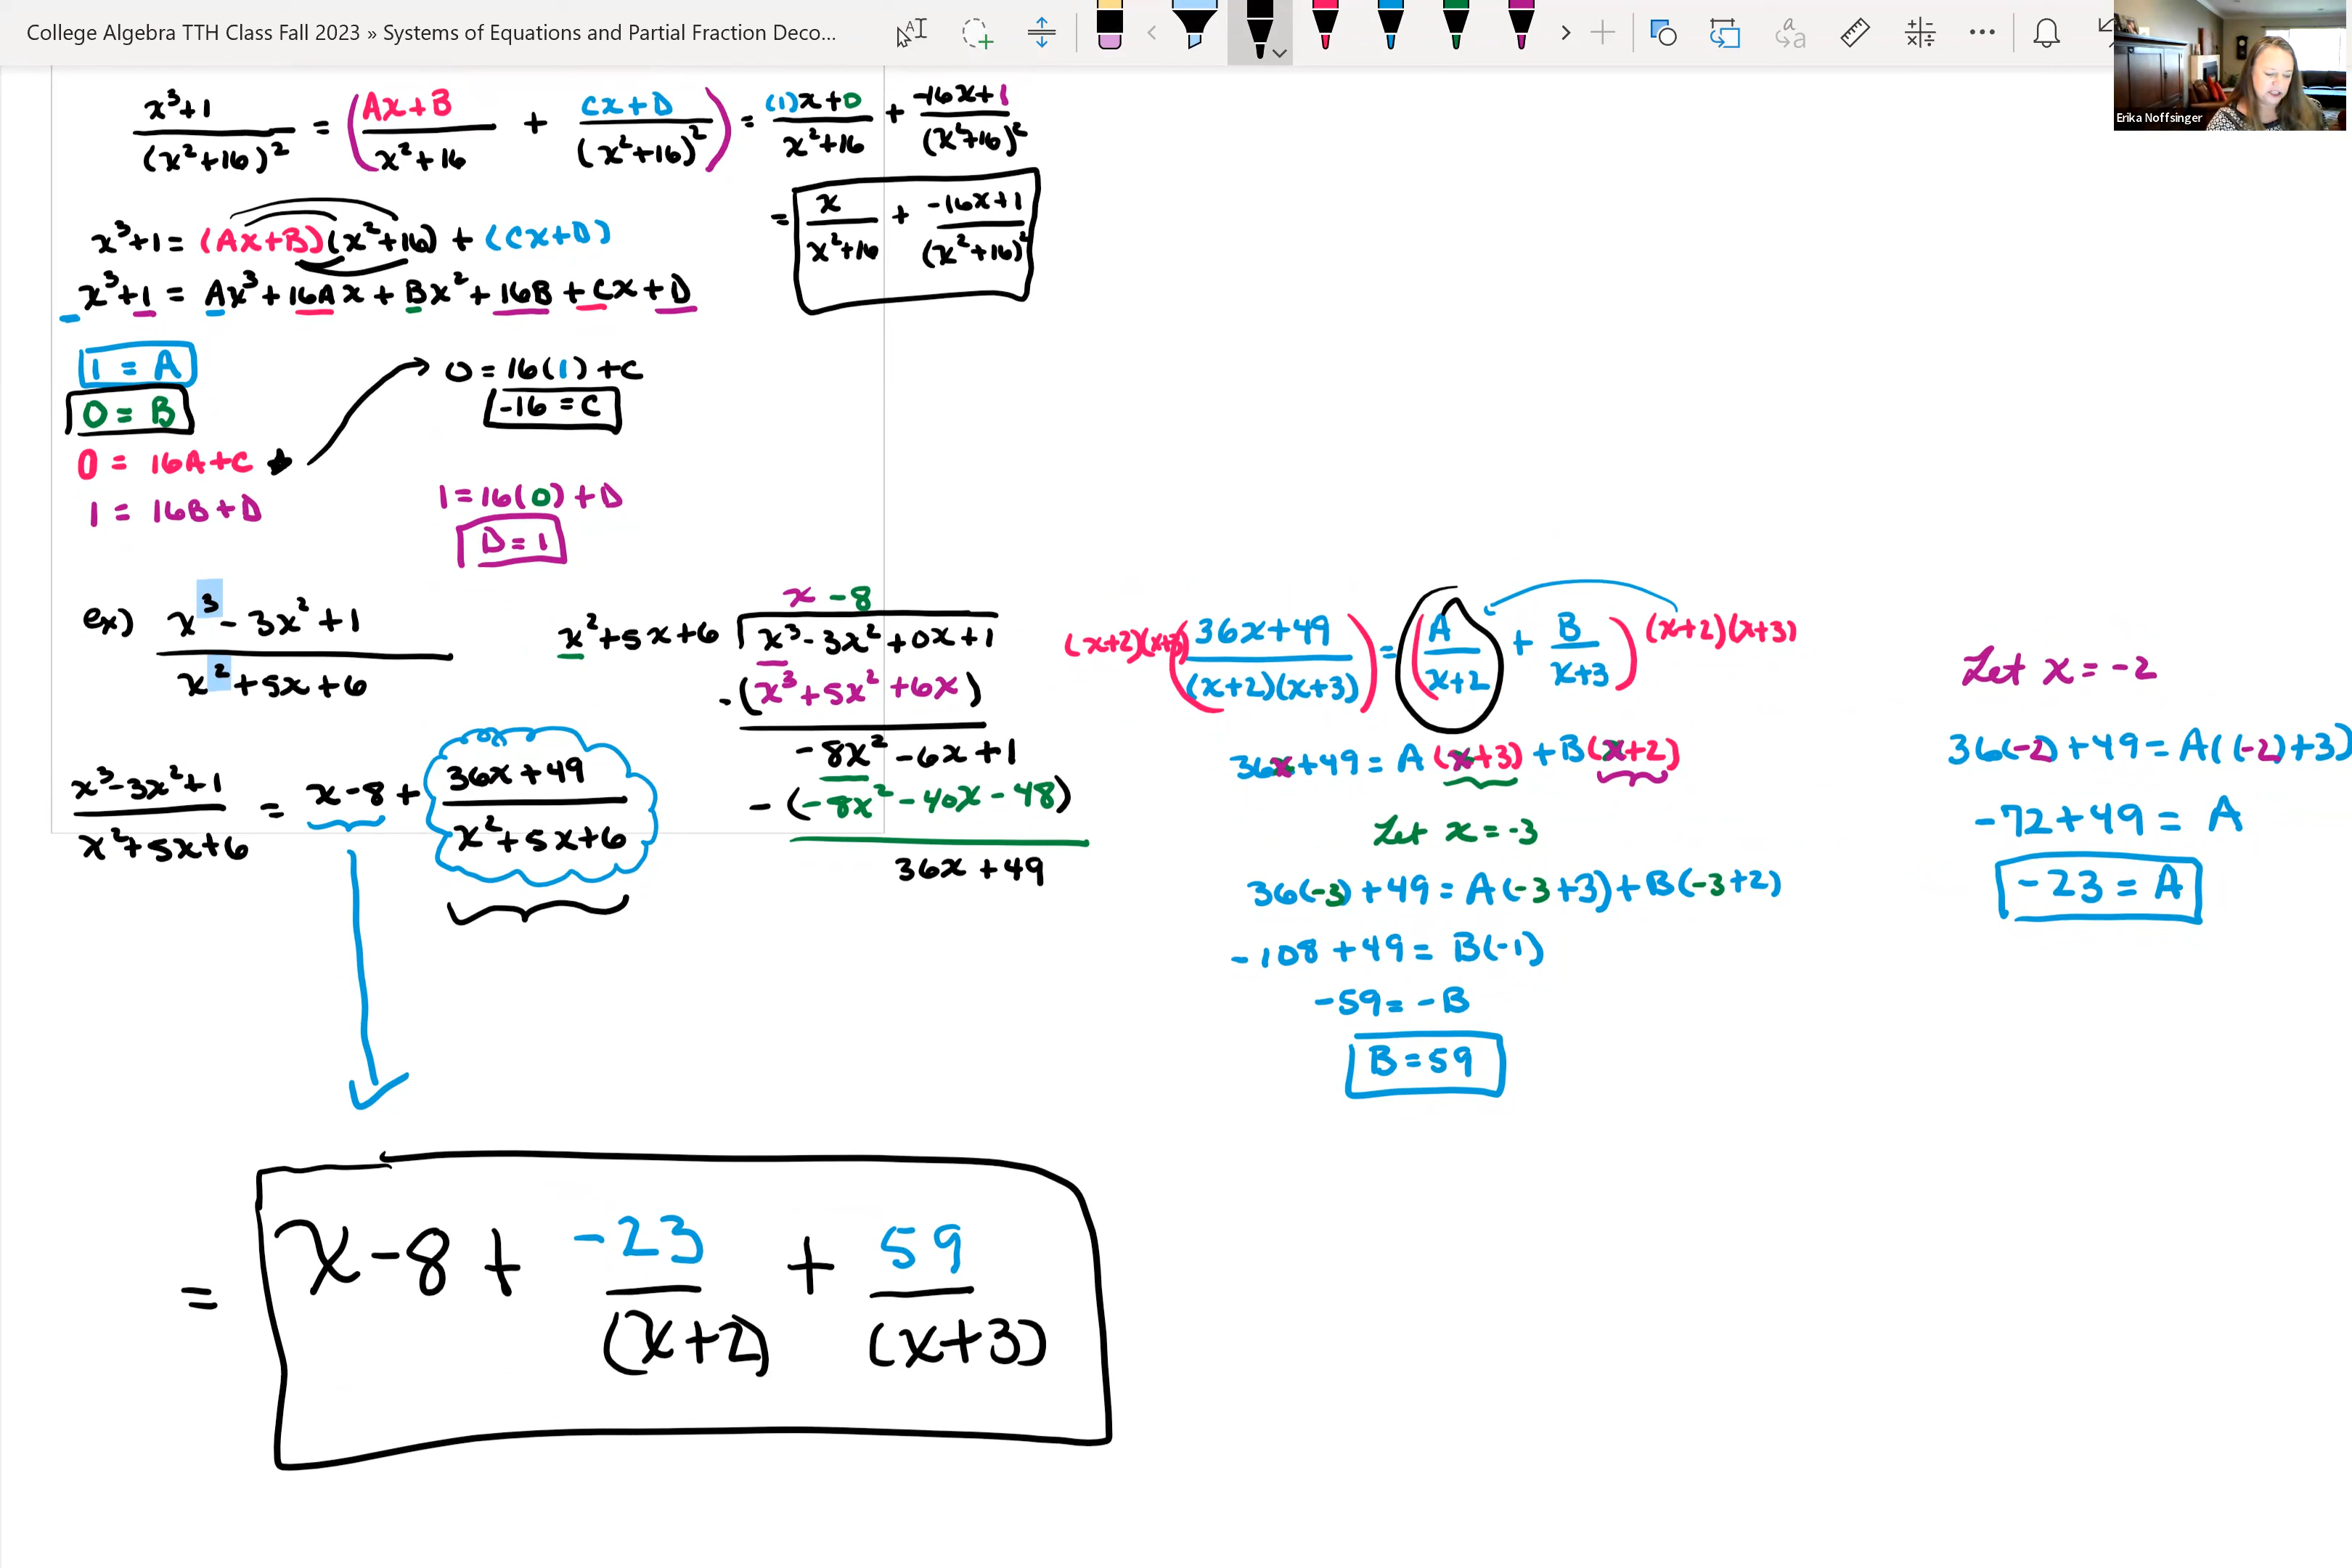 College Algebra TTH Class Fall 2023 » Systems of Equations and Partial Fraction Deco...
Erika Noffsinger
(x³+1)/(x²+16)² = ((Ax+B)/(x²+16) + (Cx+D)/(x²+16)²) = ((1)x+0)/(x²+16) + (-16x+1)/(x²+16)²
= x/(x²+16) + (-16x+1)/(x²+16)²
x³+1 = (Ax+B)(x²+16) + (Cx+D)
x³+1 = Ax³+16Ax+Bx²+16B+Cx+D
1 = A
0 = B
0 = 16A+C
1 = 16B+D
0 = 16(1)+C
-16 = C
1 = 16(0)+D
D = 1
ex) (x³-3x²+1)/(x²+5x+6)
x -8
x²+5x+6 x³-3x²+0x+1
-(x³+5x²+6x)
-8x²-6x+1
-(-8x²-40x-48)
36x+49
(x³-3x²+1)/(x²+5x+6) = x-8 + (36x+49)/(x²+5x+6)
(x+2)(x+3) ((36x+49)/((x+2)(x+3))) = (A/(x+2) + B/(x+3)) (x+2)(x+3)
36x+49 = A(x+3)+B(x+2)
Let x = -3
36(-3)+49 = A(-3+3)+B(-3+2)
-108+49 = B(-1)
-59 = -B
B = 59
Let x = -2
36(-2)+49 = A((-2)+3)
-72+49 = A
-23 = A
= x-8 + -23/(x+2) + 59/(x+3)